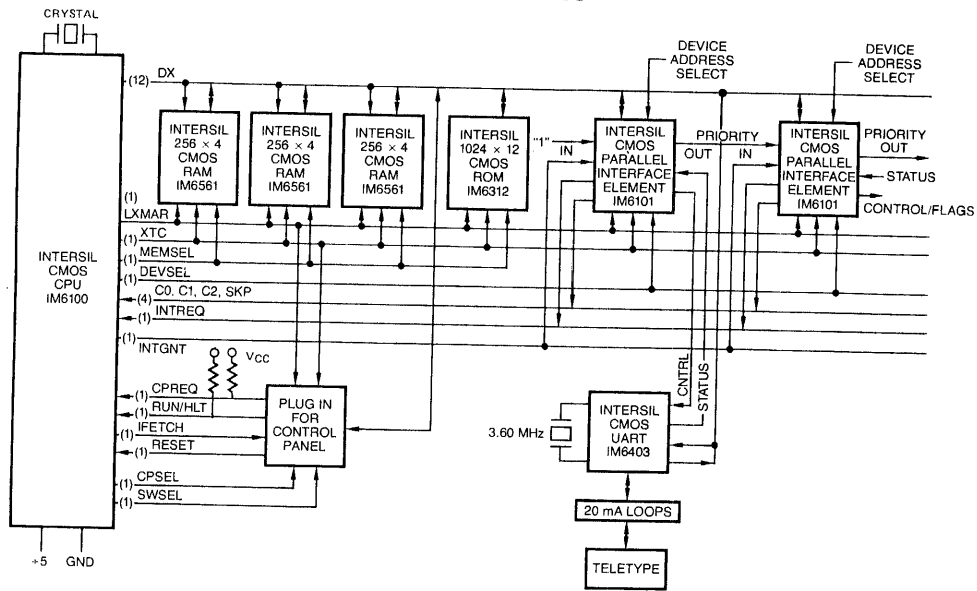 CRYSTAL
DEVICE
ADDRESS
SELECT
DEVICE
ADDRESS
SELECT
(12) DX
INTERSIL
256 × 4
CMOS
RAM
IM6561
INTERSIL
256 × 4
CMOS
RAM
IM6561
INTERSIL
256 × 4
CMOS
RAM
IM6561
INTERSIL
1024 × 12
CMOS
ROM
IM6312
"1"
IN
INTERSIL
CMOS
PARALLEL
INTERFACE
ELEMENT
IM6101
PRIORITY
OUT IN
INTERSIL
CMOS
PARALLEL
INTERFACE
ELEMENT
IM6101
PRIORITY
OUT
STATUS
CONTROL/FLAGS
INTERSIL
CMOS
CPU
IM6100
(1)
LXMAR
XTC
(1)
MEMSEL
(1)
DEVSEL
(1)
C0, C1, C2, SKP
(4)
INTREQ
(1)
(1)
INTGNT
VCC
CPREQ
(1)
RUN/HLT
(1)
IFETCH
(1)
RESET
(1)
CPSEL
(1)
SWSEL
(1)
PLUG IN
FOR
CONTROL
PANEL
CNTRL
STATUS
3.60 MHz
INTERSIL
CMOS
UART
IM6403
20 mA LOOPS
TELETYPE
+5 GND